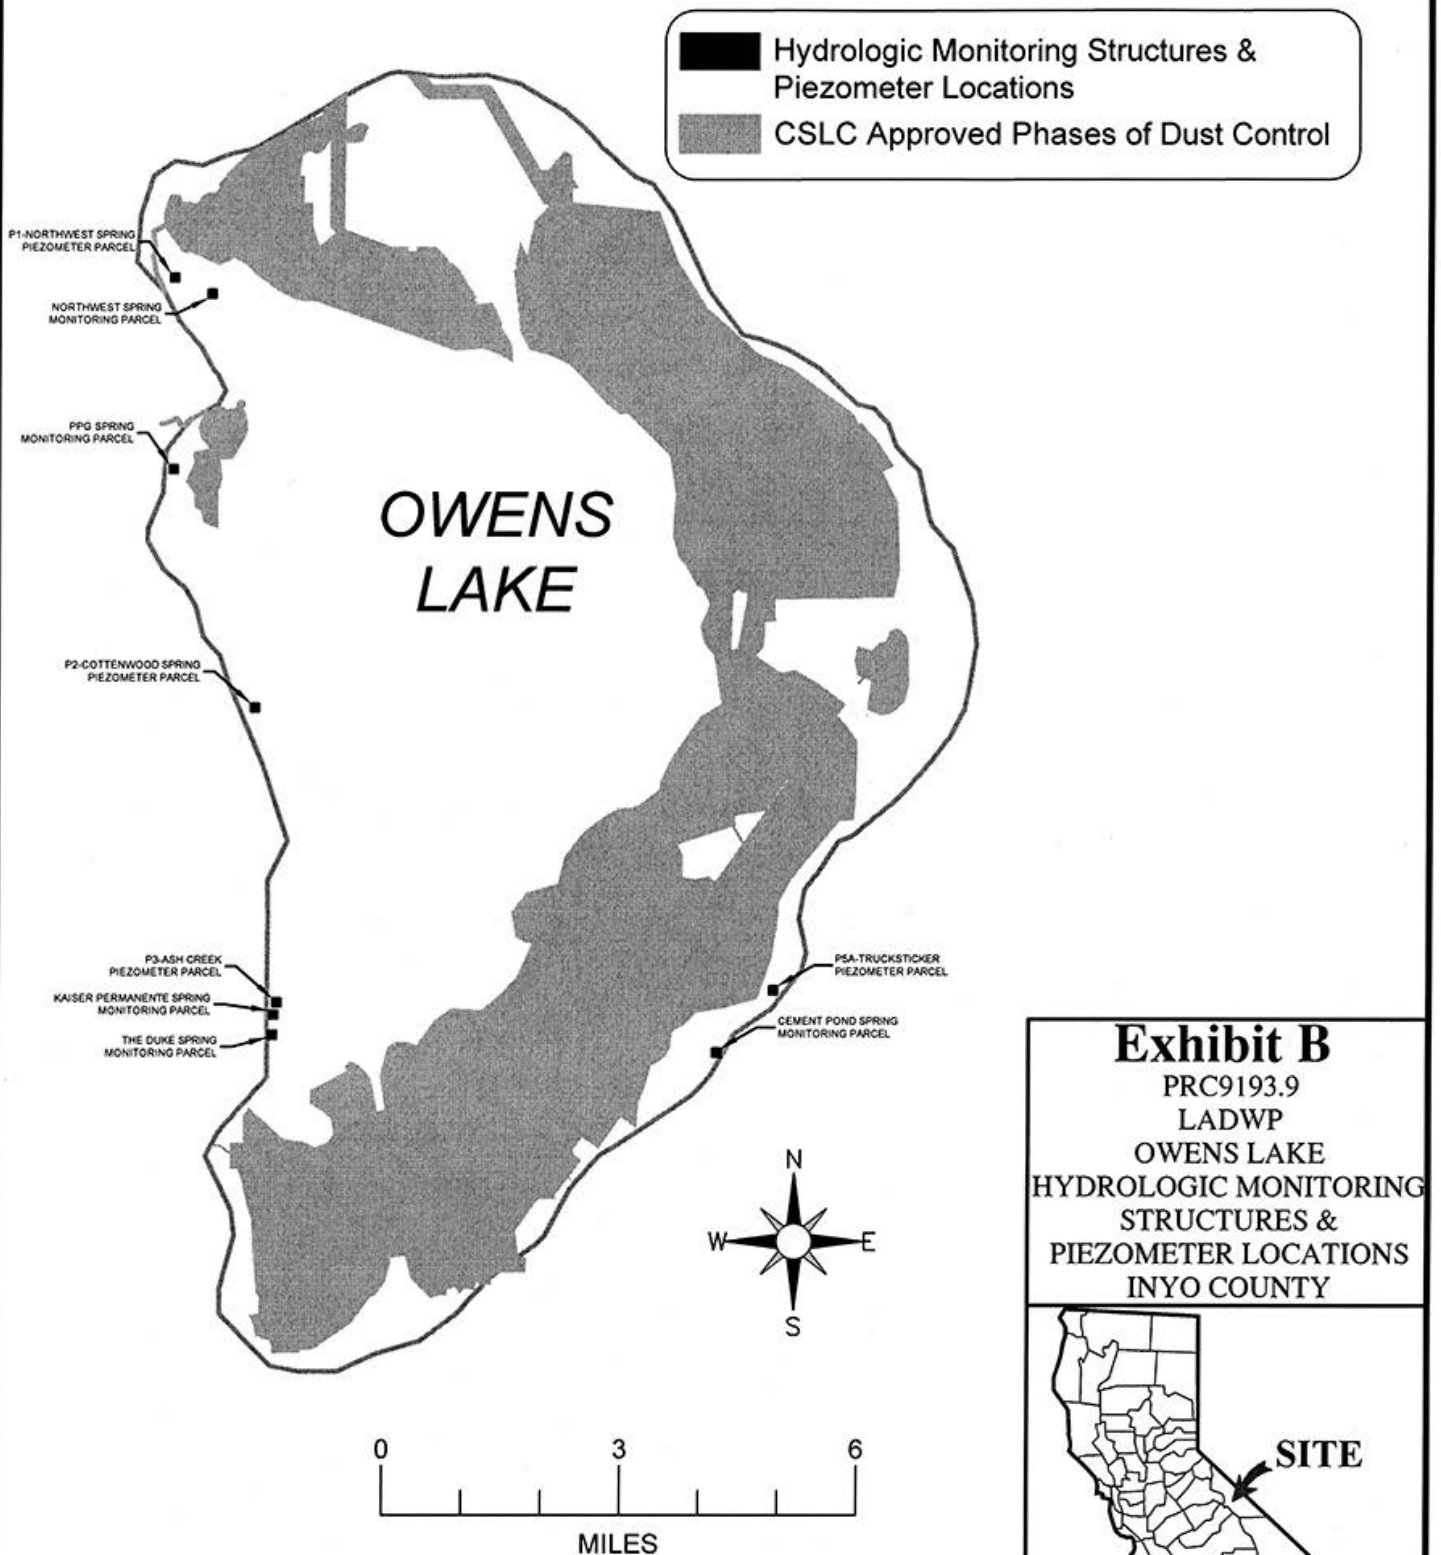 Hydrologic Monitoring Structures &
Piezometer Locations
CSLC Approved Phases of Dust Control
P1-NORTHWEST SPRING
PIEZOMETER PARCEL
NORTHWEST SPRING
MONITORING PARCEL
PPG SPRING
MONITORING PARCEL
OWENS
LAKE
P2-COTTENWOOD SPRING
PIEZOMETER PARCEL
P3-ASH CREEK
PIEZOMETER PARCEL
KAISER PERMANENTE SPRING
MONITORING PARCEL
THE DUKE SPRING
MONITORING PARCEL
P5A-TRUCKSTICKER
PIEZOMETER PARCEL
CEMENT POND SPRING
MONITORING PARCEL
N
W E
S
0 3 6
MILES
Exhibit B
PRC9193.9
LADWP
OWENS LAKE
HYDROLOGIC MONITORING
STRUCTURES &
PIEZOMETER LOCATIONS
INYO COUNTY
SITE